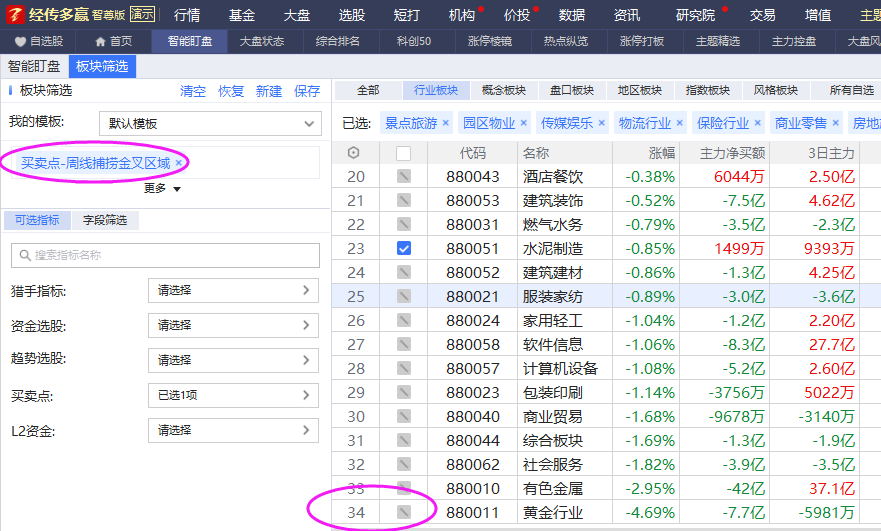 经传多赢 智尊版 演示 行情 基金 大盘 选股 短打 机构 价投 数据 资讯 研究院 交易 增值 主题
自选股 首页 智能盯盘 大盘状态 综合排名 科创50 涨停棱镜 热点纵览 涨停打板 主题精选 主力控盘 大盘风
智能盯盘 板块筛选
板块筛选 清空 恢复 新建 保存
全部 行业板块 概念板块 盘口板块 地区板块 指数板块 风格板块 所有自选
我的模板: 默认模板
已选: 景点旅游 × 园区物业 × 传媒娱乐 × 物流行业 × 保险行业 × 商业零售 × 房地
买卖点-周线捕捞金叉区域 ×
更多
可选指标 字段筛选
搜索指标名称
猎手指标: 请选择
资金选股: 请选择
趋势选股: 请选择
买卖点: 已选1项
L2资金: 请选择
代码 名称 涨幅 主力净买额 3日主力
20 880043 酒店餐饮 -0.38% 6044万 2.50亿
21 880053 建筑装饰 -0.52% -7.5亿 4.62亿
22 880031 燃气水务 -0.79% -3.5亿 -2.3亿
23 880051 水泥制造 -0.85% 1499万 9393万
24 880052 建筑建材 -0.86% -1.3亿 4.25亿
25 880021 服装家纺 -0.89% -3.0亿 -3.6亿
26 880024 家用轻工 -1.04% -1.2亿 2.20亿
27 880058 软件信息 -1.06% -8.3亿 27.7亿
28 880057 计算机设备 -1.08% -5.2亿 2.60亿
29 880023 包装印刷 -1.14% -3756万 5022万
30 880040 商业贸易 -1.68% -9678万 -3140万
31 880044 综合板块 -1.69% -1.3亿 -1.9亿
32 880062 社会服务 -1.82% -3.9亿 -3.5亿
33 880010 有色金属 -2.95% -42亿 37.1亿
34 880011 黄金行业 -4.69% -7.7亿 -5981万